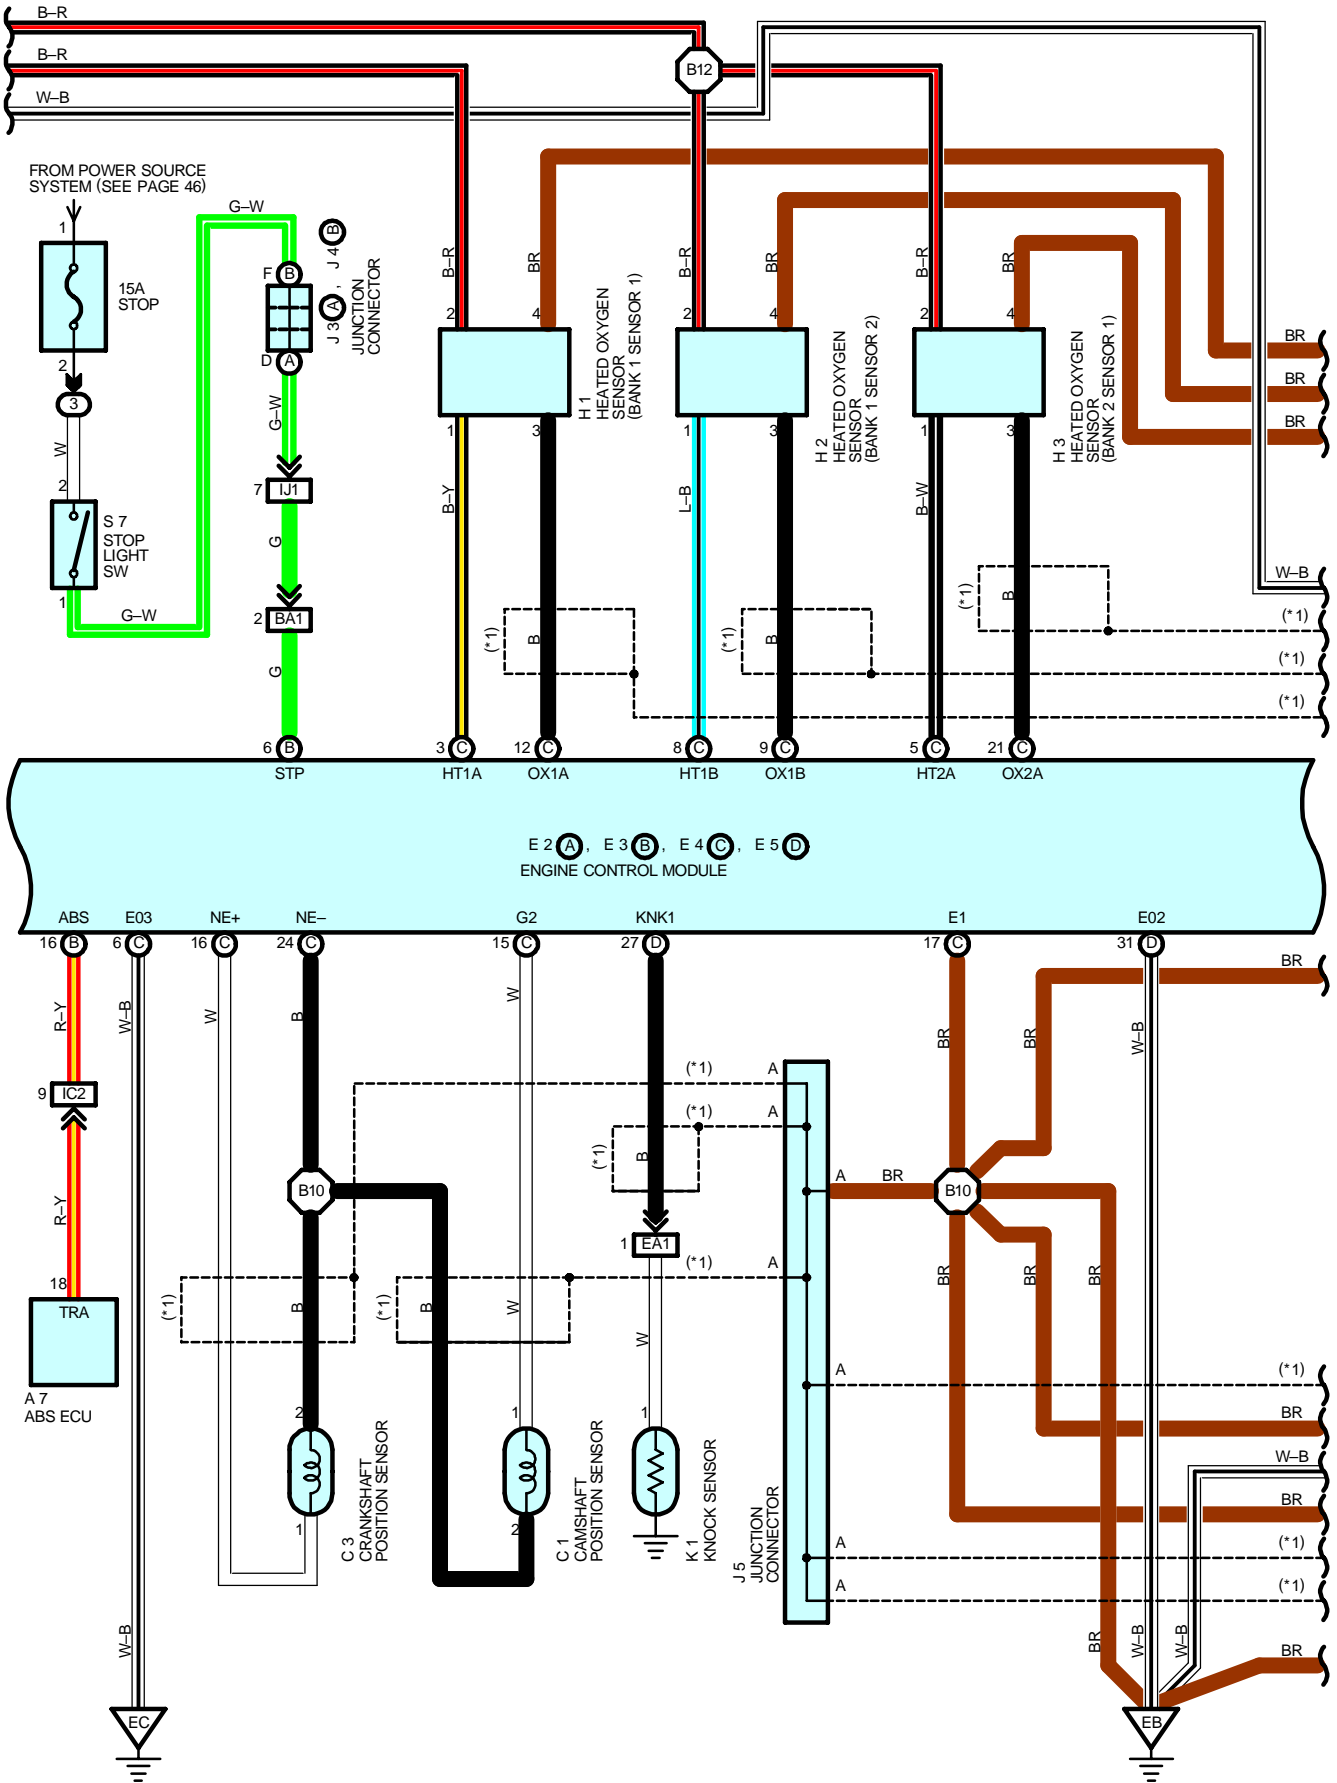 B–R
B–R
W–B
B12
FROM POWER SOURCE
SYSTEM (SEE PAGE 46)
1
15A
STOP
2
3
W
2
S 7
STOP
LIGHT
SW
1
G–W
G–W
F B
J 3 A , J 4 B
JUNCTION
CONNECTOR
D A
G–W
7 IJ1
G
2 BA1
G
6 B
STP
B–R
BR
2
4
H 1
HEATED OXYGEN
SENSOR
(BANK 1 SENSOR 1)
1
3
B–Y
B
(*1)
3 C
HT1A
12 C
OX1A
B–R
BR
2
4
H 2
HEATED OXYGEN
SENSOR
(BANK 1 SENSOR 2)
1
3
L–B
B
(*1)
8 C
HT1B
9 C
OX1B
B–R
BR
2
4
H 3
HEATED OXYGEN
SENSOR
(BANK 2 SENSOR 1)
1
3
B–W
B
(*1)
5 C
HT2A
21 C
OX2A
BR
BR
BR
W–B
(*1)
(*1)
(*1)
E 2 A , E 3 B , E 4 C , E 5 D
ENGINE CONTROL MODULE
ABS E03 NE+ NE– G2 KNK1 E1 E02
16 B 6 C 16 C 24 C 15 C 27 D 17 C 31 D
R–Y
W–B
W
B
W
BR
BR
W–B
BR
9 IC2
R–Y
18
TRA
A 7
ABS ECU
W–B
EC
B10
(*1)
B
2
1
C 3
CRANKSHAFT
POSITION SENSOR
(*1)
B
W
1
2
C 1
CAMSHAFT
POSITION SENSOR
(*1)
B
1 EA1
W
1
K 1
KNOCK SENSOR
(*1) A
(*1) A
(*1) A
J 5
JUNCTION
CONNECTOR
A BR
B10
BR
BR
BR
A
A
A
(*1)
BR
W–B
BR
(*1)
(*1)
BR
BR
W–B
W–B
EB